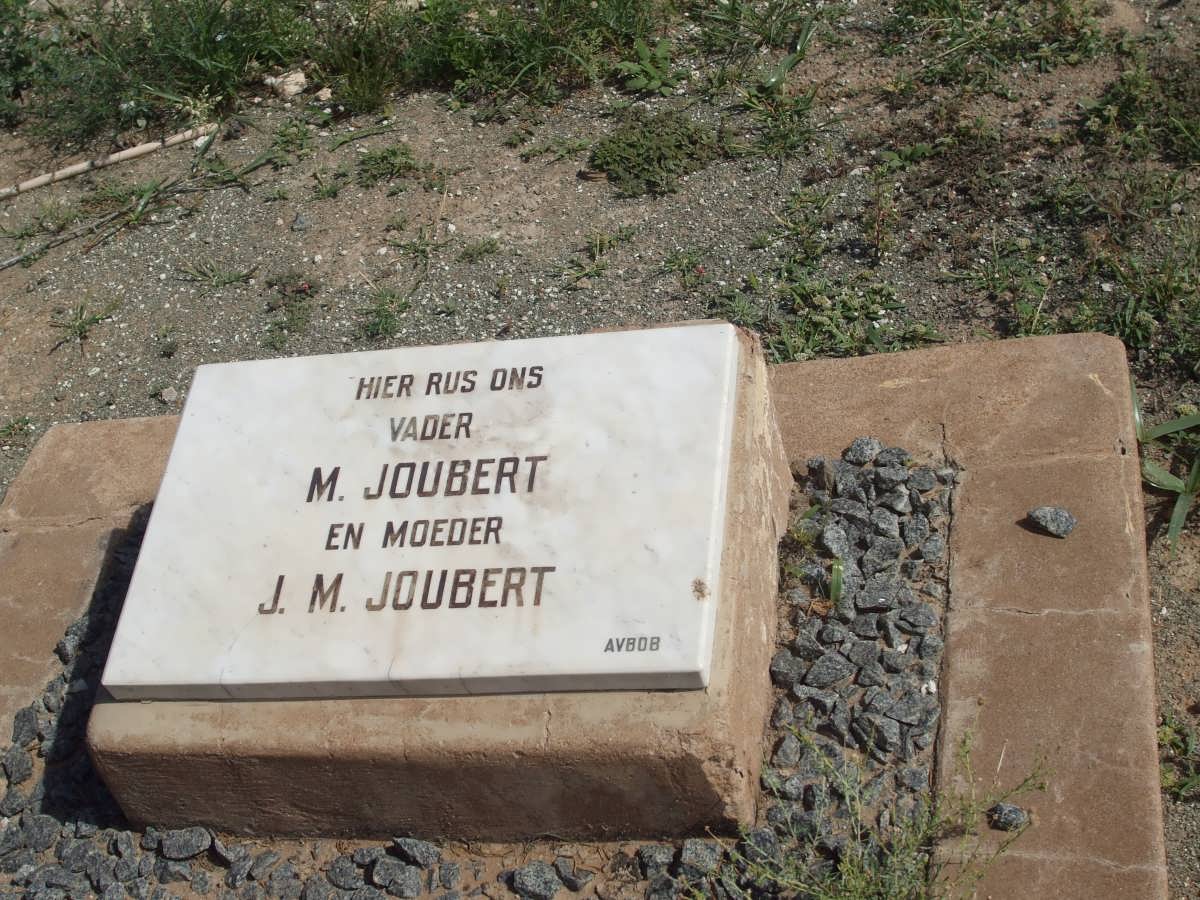 HIER RUS ONS
VADER
M. JOUBERT
EN MOEDER
J. M. JOUBERT
AVBOB